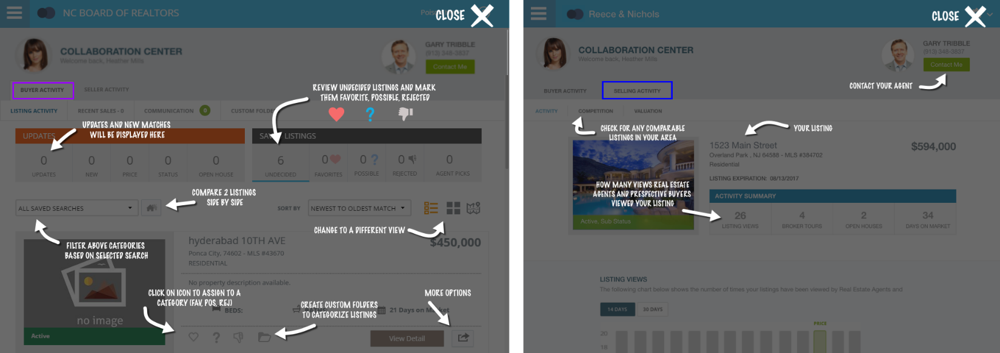 NC BOARD OF REALTORS
CLOSE
COLLABORATION CENTER
Welcome back, Heather Mills
GARY TRIBBLE
(913) 348-3837
Contact Me
BUYER ACTIVITY
SELLER ACTIVITY
REVIEW UNDECIDED LISTINGS AND MARK
THEM FAVORITE, POSSIBLE, REJECTED
LISTING ACTIVITY
RECENT SALES - 0
COMMUNICATION 0
CUSTOM
UPDATES AND NEW MATCHES
WILL BE DISPLAYED HERE
UPDATES
LISTINGS
0 UPDATES
0 NEW
0 PRICE
0 STATUS
0 OPEN HOUSE
6 UNDECIDED
0 FAVORITES
0 POSSIBLE
0 REJECTED
0 AGENT PICKS
COMPARE 2 LISTINGS
SIDE BY SIDE
ALL SAVED SEARCHES
SORT BY
NEWEST TO OLDEST MATCH
CHANGE TO A DIFFERENT VIEW
FILTER ABOVE CATEGORIES
BASED ON SELECTED SEARCH
hyderabad 10TH AVE
$450,000
Ponca City, 74602 - MLS #43670
RESIDENTIAL
No property description available.
CLICK ON ICON TO ASSIGN TO A
CATEGORY (FAV, POS, REJ)
MORE OPTIONS
CREATE CUSTOM FOLDERS
TO CATEGORIZE LISTINGS
BEDS:
21 Days on Market
no image
Active
View Detail
Reece & Nichols
CLOSE
COLLABORATION CENTER
Welcome back, Heather Mills
GARY TRIBBLE
(913) 348-3837
Contact Me
CONTACT YOUR AGENT
BUYER ACTIVITY
SELLING ACTIVITY
ACTIVITY
COMPETITION
VALUATION
CHECK FOR ANY COMPARABLE
LISTINGS IN YOUR AREA
YOUR LISTING
1523 Main Street
$594,000
Overland Park , NJ 64588 - MLS #384702
Residential
LISTING EXPIRATION: 08/13/2017
HOW MANY VIEWS REAL ESTATE
AGENTS AND PRESPECTIVE BUYERS
VIEWED YOUR LISTING
ACTIVITY SUMMARY
26 LISTING VIEWS
4 BROKER TOURS
2 OPEN HOUSES
34 DAYS ON MARKET
Active, Sub Status
LISTING VIEWS
The following chart below shows the number of times your listings have been viewed by Real Estate Agents and
14 DAYS
30 DAYS
PRICE
20
18